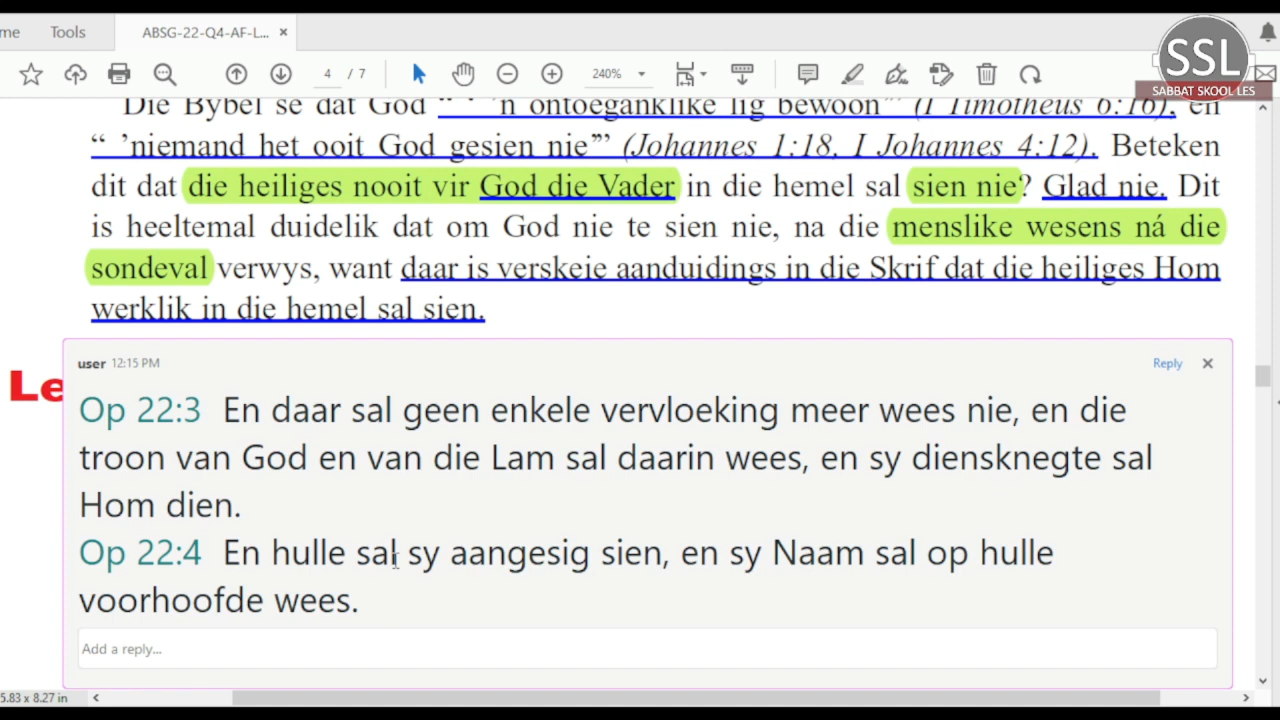 me Tools ABSG-22-Q4-AF-L... ×
4 / 7 240%
SSL
SABBAT SKOOL LES
Die Bybel sê dat God “ ‘ ’n ontoeganklike lig bewoon’” (I Timotheus 6:16), en
“ ’niemand het ooit God gesien nie’” (Johannes 1:18, I Johannes 4:12). Beteken
dit dat die heiliges nooit vir God die Vader in die hemel sal sien nie? Glad nie. Dit
is heeltemal duidelik dat om God nie te sien nie, na die menslike wesens ná die
sondeval verwys, want daar is verskeie aanduidings in die Skrif dat die heiliges Hom
werklik in die hemel sal sien.
Le
user 12:15 PM Reply ×
Op 22:3 En daar sal geen enkele vervloeking meer wees nie, en die
troon van God en van die Lam sal daarin wees, en sy diensknegte sal
Hom dien.
Op 22:4 En hulle sal sy aangesig sien, en sy Naam sal op hulle
voorhoofde wees.
Add a reply...
5.83 x 8.27 in